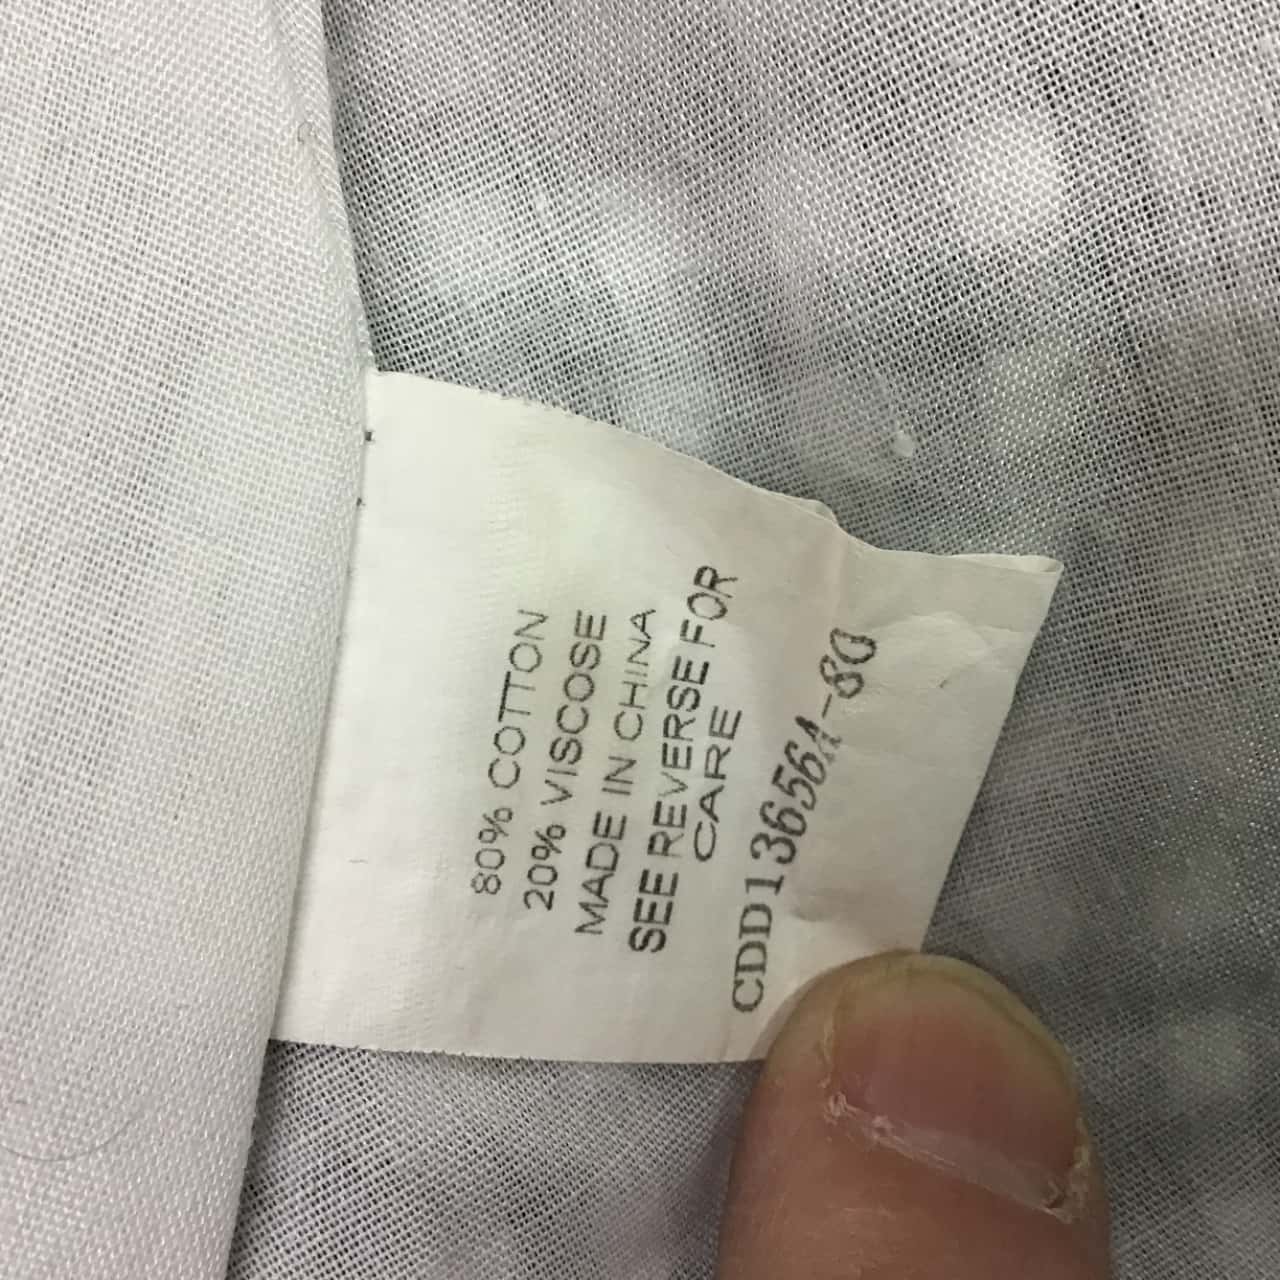 80% COTTON
20% VISCOSE
MADE IN CHINA
SEE REVERSE FOR
CARE
CDD13656A-8G